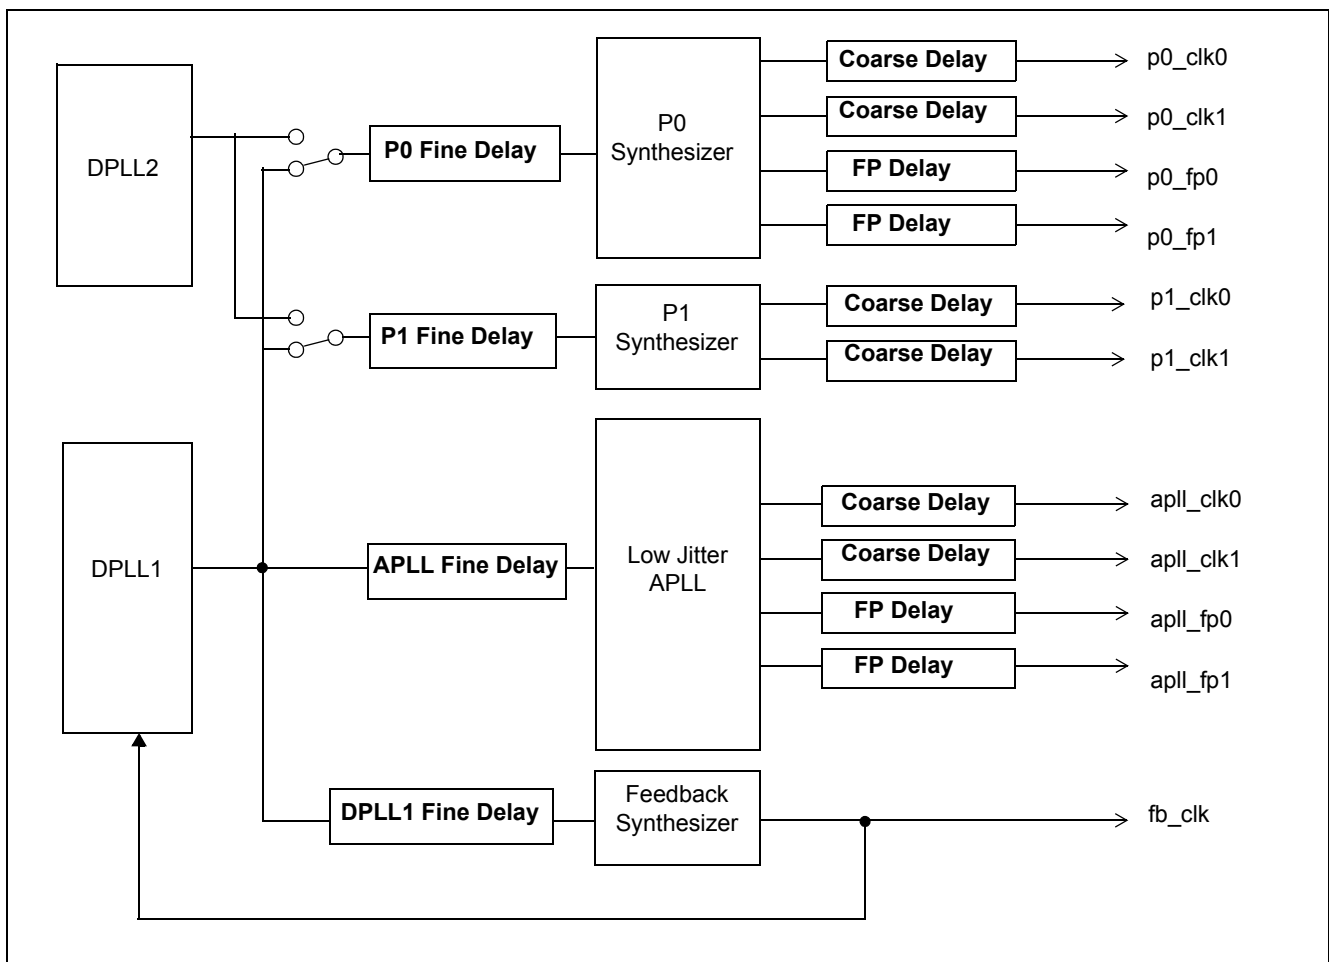 DPLL2
P0 Fine Delay
P0
Synthesizer
Coarse Delay
p0_clk0
Coarse Delay
p0_clk1
FP Delay
p0_fp0
FP Delay
p0_fp1
P1 Fine Delay
P1
Synthesizer
Coarse Delay
p1_clk0
Coarse Delay
p1_clk1
DPLL1
APLL Fine Delay
Low Jitter
APLL
Coarse Delay
apll_clk0
Coarse Delay
apll_clk1
FP Delay
apll_fp0
FP Delay
apll_fp1
DPLL1 Fine Delay
Feedback
Synthesizer
fb_clk